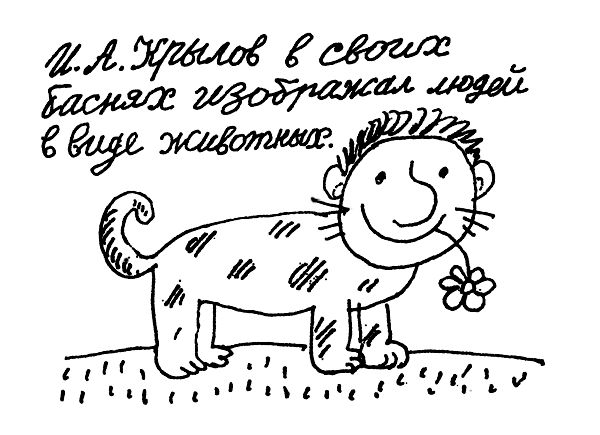 И. А. Крылов в своих
баснях изображал людей
в виде животных.